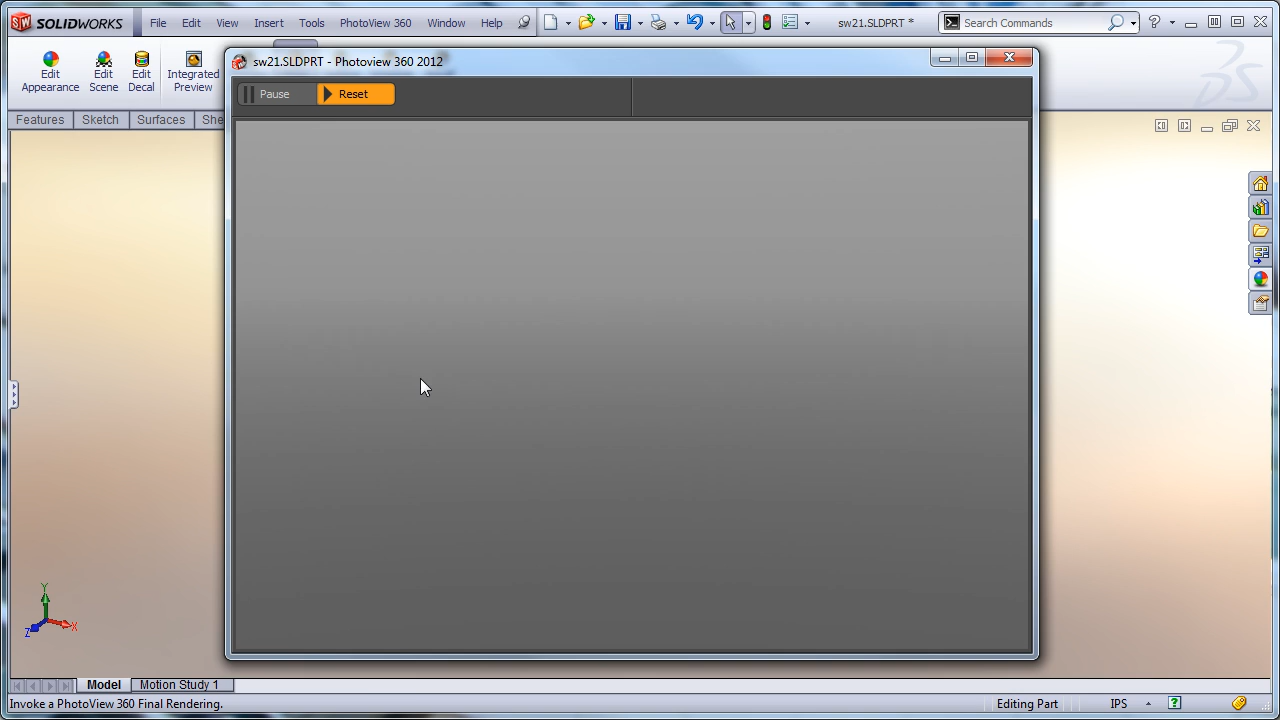 SOLIDWORKS File Edit View Insert Tools PhotoView 360 Window Help sw21.SLDPRT * Search Commands
sw21.SLDPRT - Photoview 360 2012
Edit Appearance
Edit Scene
Edit Decal
Integrated Preview
Pause Reset
Features Sketch Surfaces She
Y
X
Z
Model Motion Study 1
Invoke a PhotoView 360 Final Rendering. Editing Part IPS